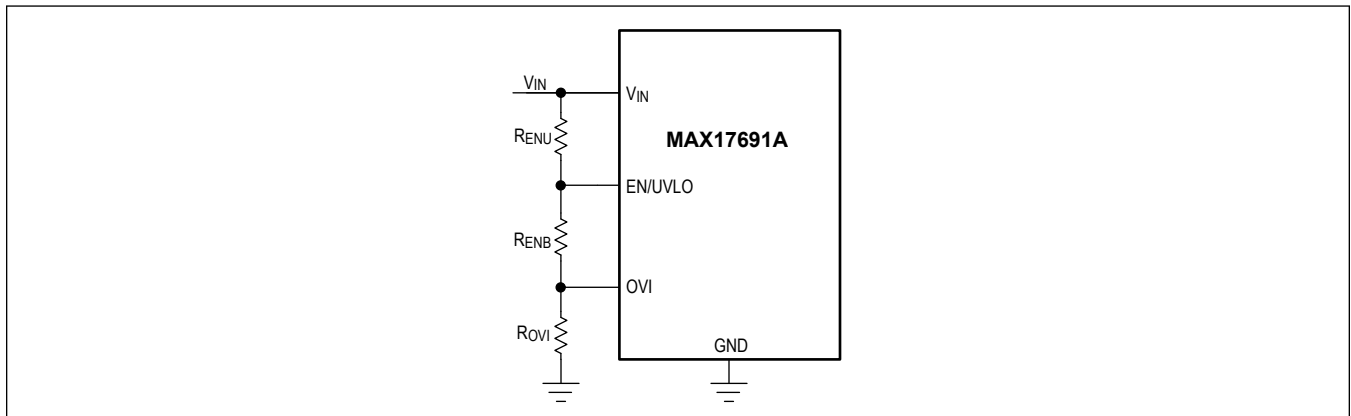 VIN
VIN
RENU
MAX17691A
EN/UVLO
RENB
OVI
ROVI
GND